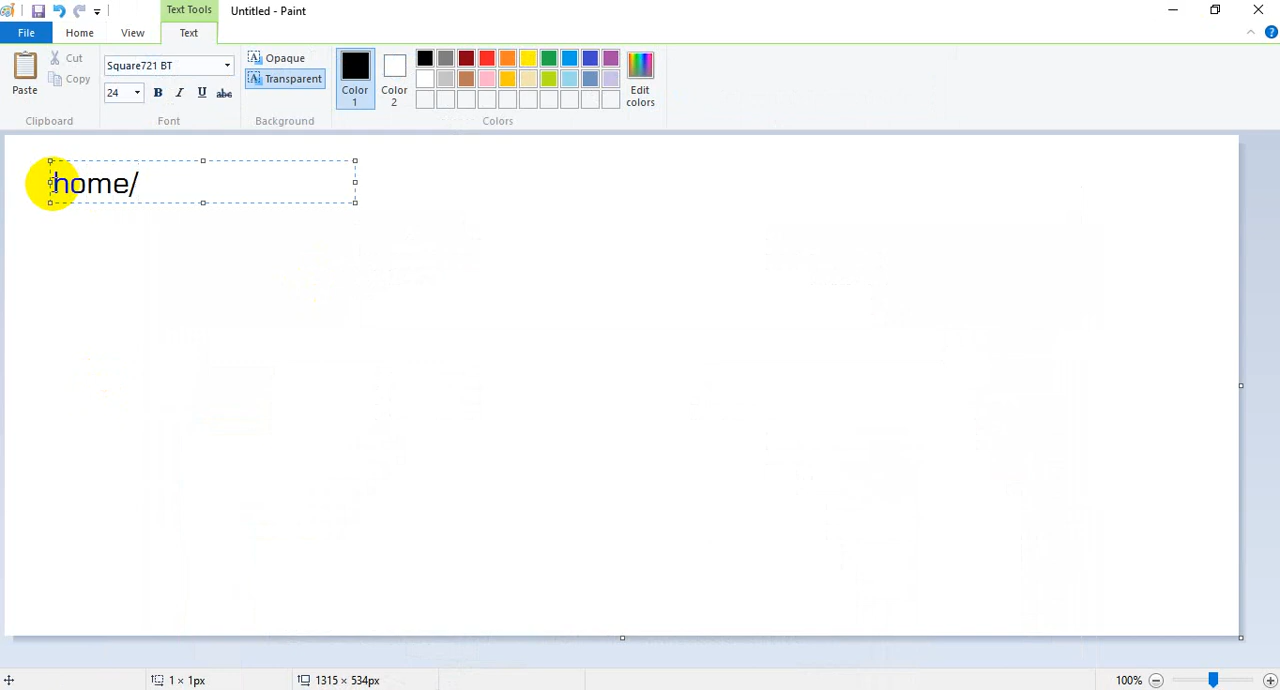 Text Tools
Untitled - Paint
File
Home
View
Text
Paste
Cut
Copy
Clipboard
Square721 BT
24
B I U abc
Font
Opaque
Transparent
Background
Color 1
Color 2
Edit colors
Colors
home/
1 × 1px
1315 × 534px
100%